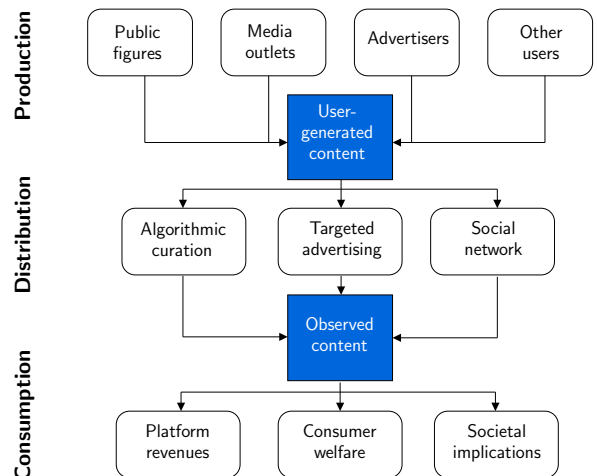 Production
Public
figures
Media
outlets
Advertisers
Other
users
User-
generated
content
Distribution
Algorithmic
curation
Targeted
advertising
Social
network
Observed
content
Consumption
Platform
revenues
Consumer
welfare
Societal
implications